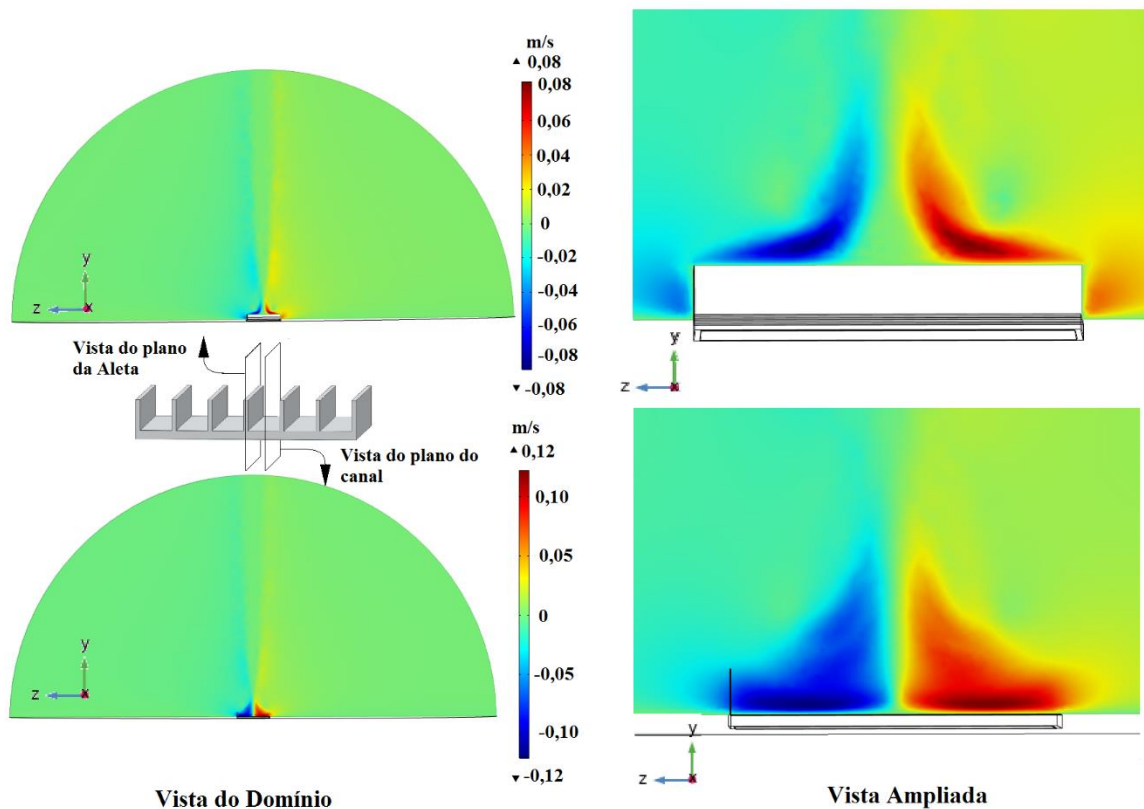 m/s
0,08
0,08
0,06
0,04
0,02
0
-0,02
-0,04
-0,06
-0,08
-0,08
y
z
x
Vista do plano
da Aleta
Vista do plano do
canal
m/s
0,12
0,10
0,05
0
-0,05
-0,10
-0,12
y
z
x
Vista do Domínio
y
z
x
y
z
x
Vista Ampliada